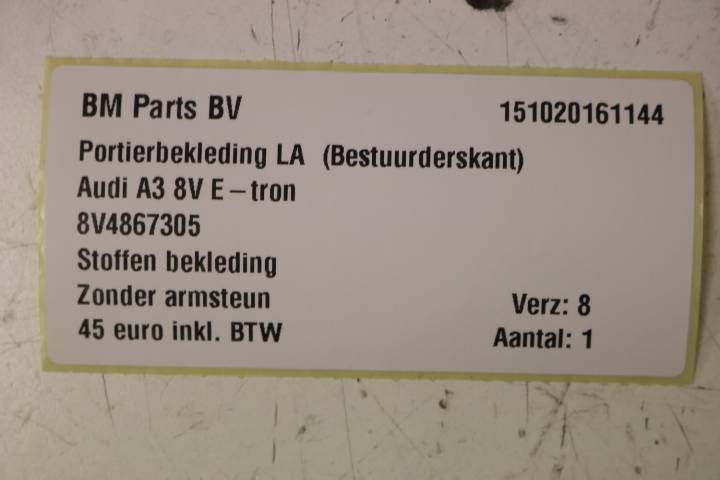 BM Parts BV 151020161144
Portierbekleding LA (Bestuurderskant)
Audi A3 8V E-tron
8V4867305
Stoffen bekleding
Zonder armsteun Verz: 8
45 euro inkl. BTW Aantal: 1